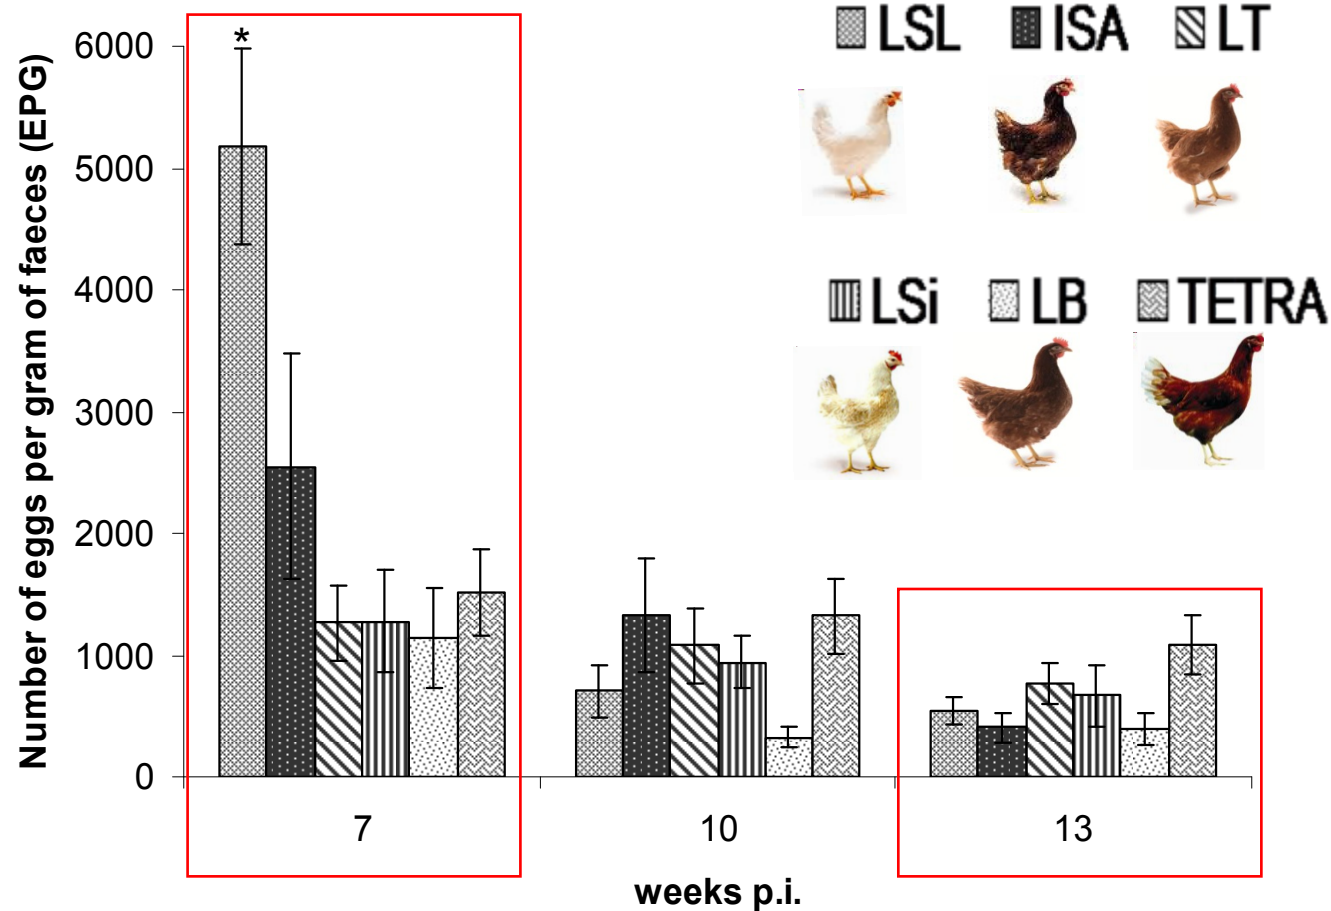 LSL ISA LT
LSi LB TETRA
Number of eggs per gram of faeces (EPG)
6000
5000
4000
3000
2000
1000
0
*
7 10 13
weeks p.i.